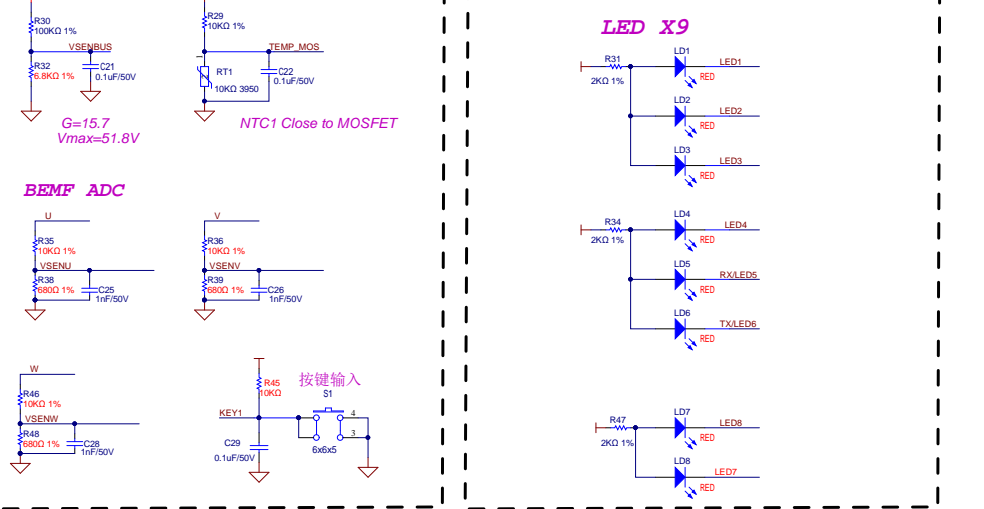 R30
100KΩ 1%
VSENBUS
R32
6.8KΩ 1%
C21
0.1uF/50V
G=15.7
Vmax=51.8V
R29
10KΩ 1%
TEMP_MOS
1
RT1
10KΩ 3950
C22
0.1uF/50V
NTC1 Close to MOSFET
BEMF ADC
U
R35
10KΩ 1%
VSENU
R38
680Ω 1%
C25
1nF/50V
V
R36
10KΩ 1%
VSENV
R39
680Ω 1%
C26
1nF/50V
W
R46
10KΩ 1%
VSENW
R48
680Ω 1%
C28
1nF/50V
R45
10KΩ
按键输入
S1
KEY1
4
3
C29
0.1uF/50V
6x6x5
LED X9
R31
2KΩ 1%
LD1
LED1
RED
LD2
LED2
RED
LD3
LED3
RED
R34
2KΩ 1%
LD4
LED4
RED
LD5
RX/LED5
RED
LD6
TX/LED6
RED
R47
2KΩ 1%
LD7
LED8
RED
LD8
LED7
RED